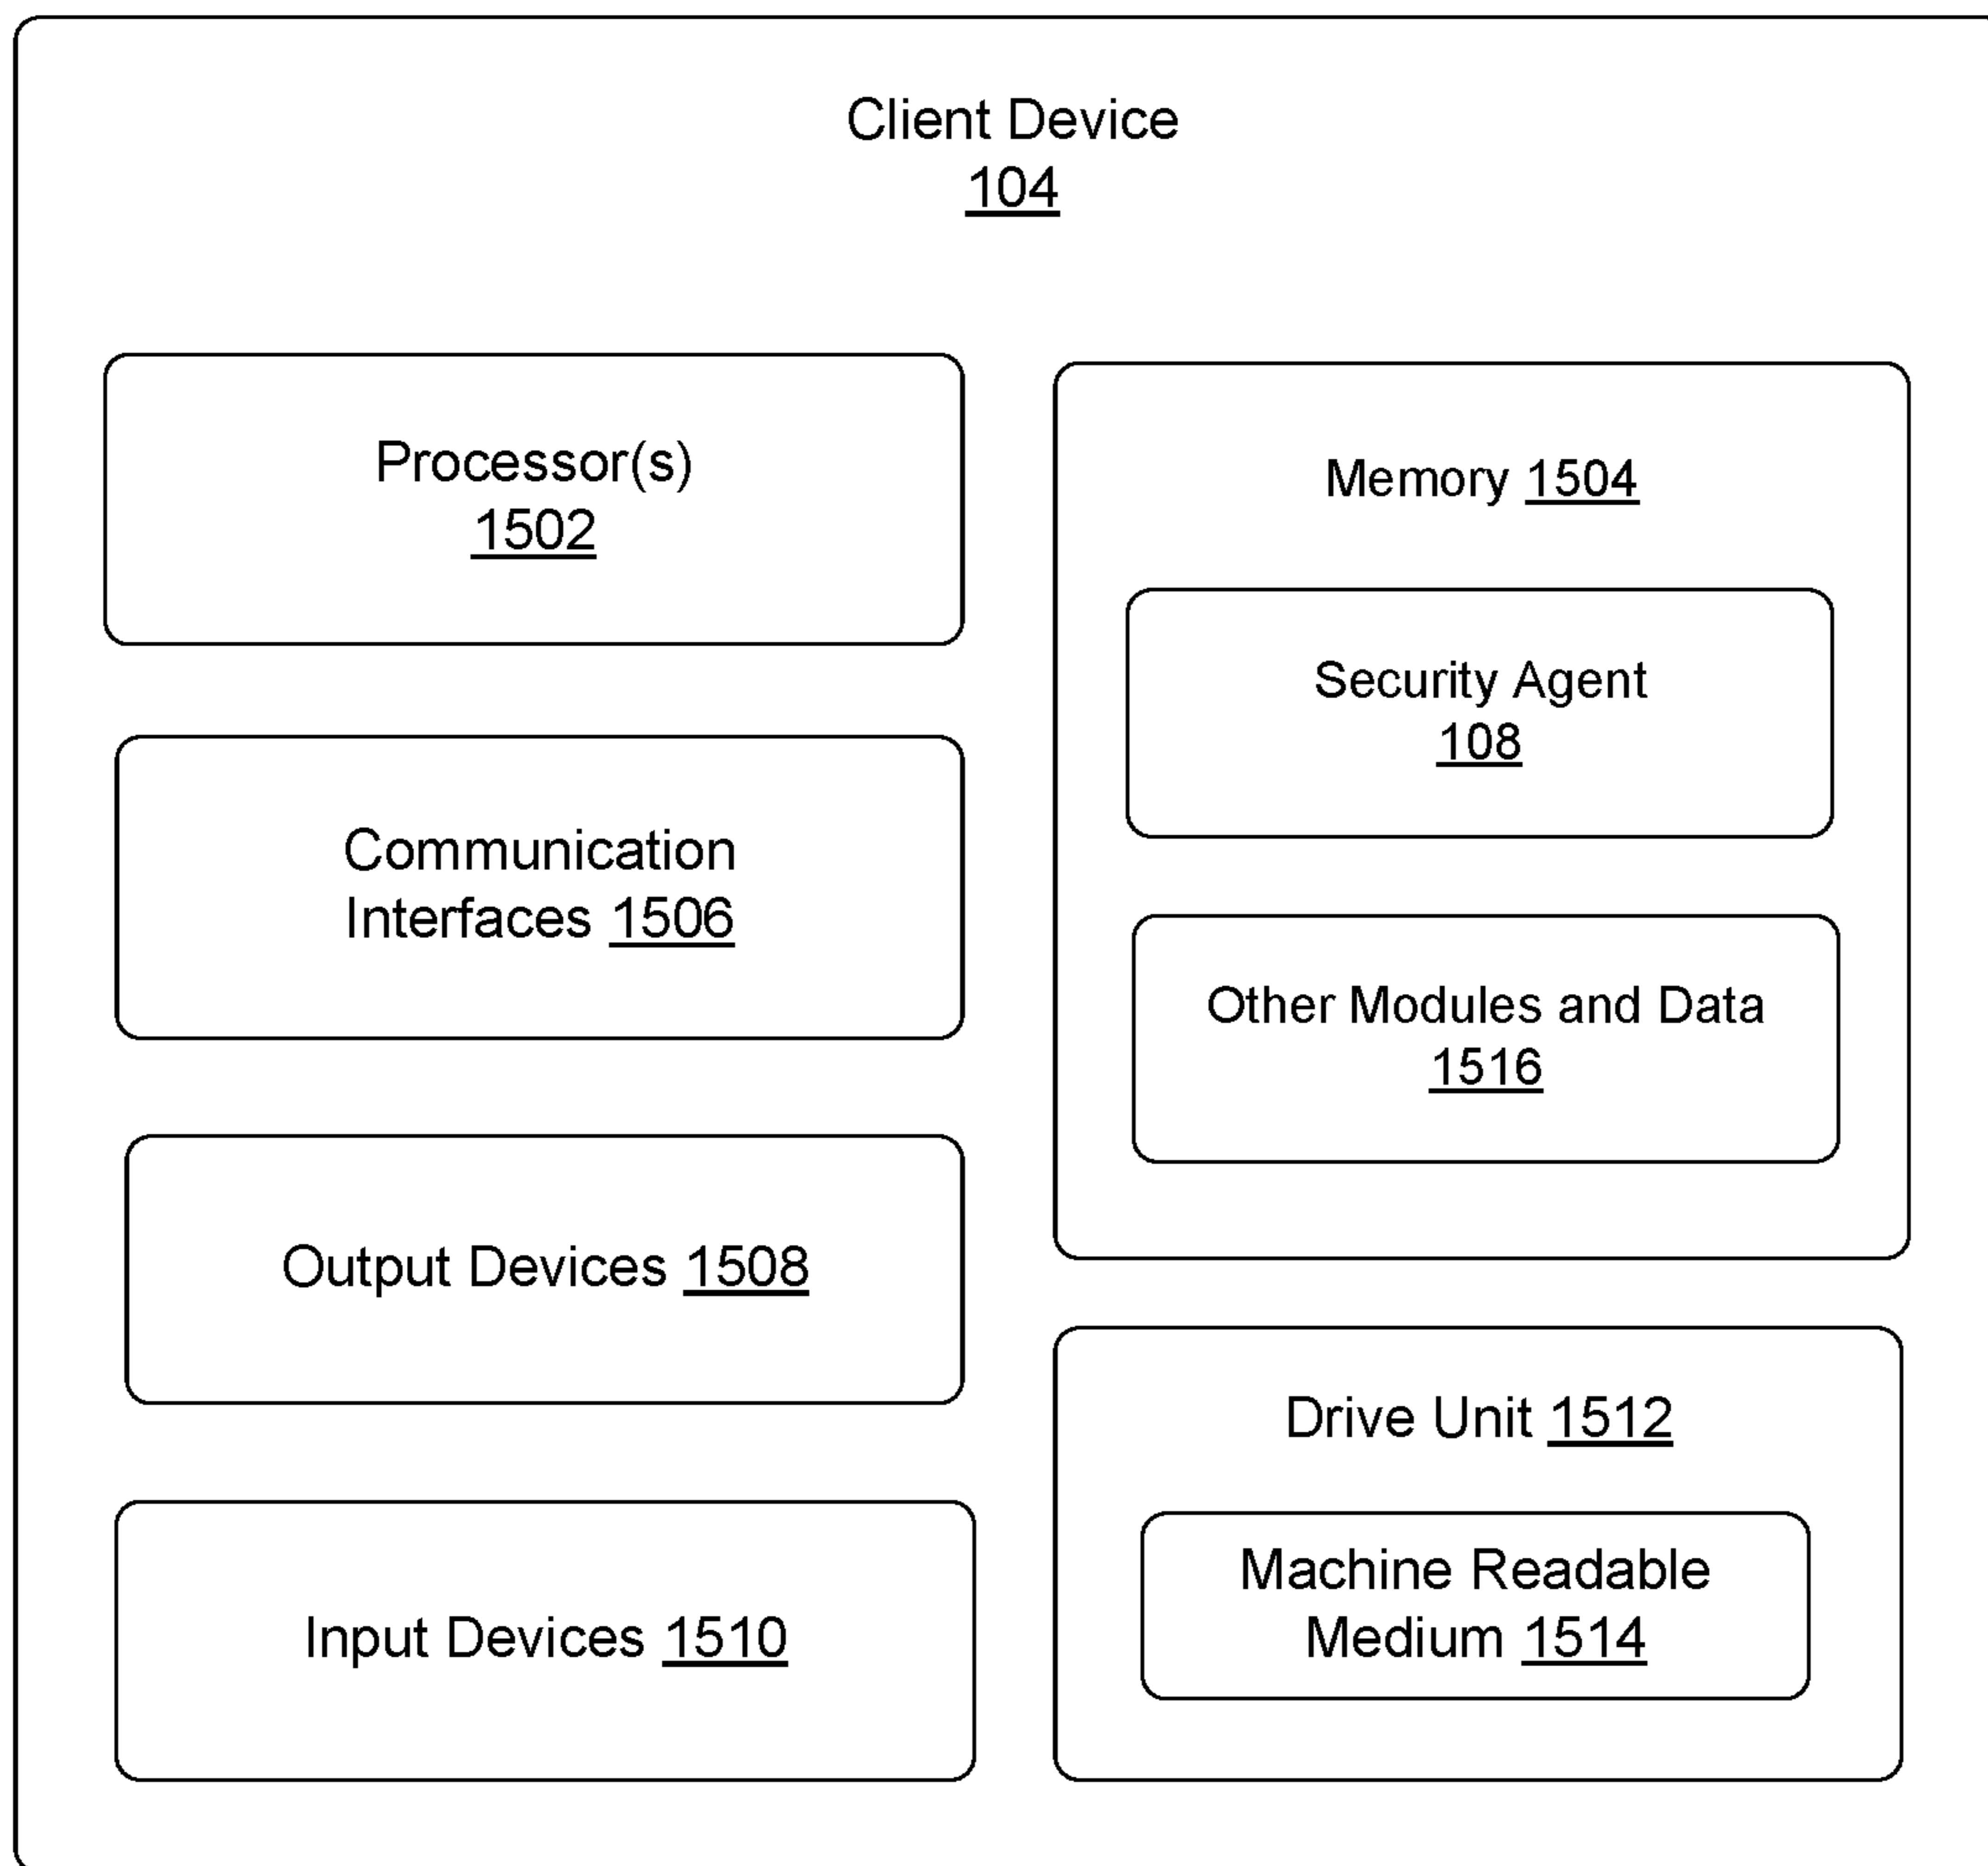 Client Device
104
Processor(s)
1502
Communication
Interfaces 1506
Output Devices 1508
Input Devices 1510
Memory 1504
Security Agent
108
Other Modules and Data
1516
Drive Unit 1512
Machine Readable
Medium 1514